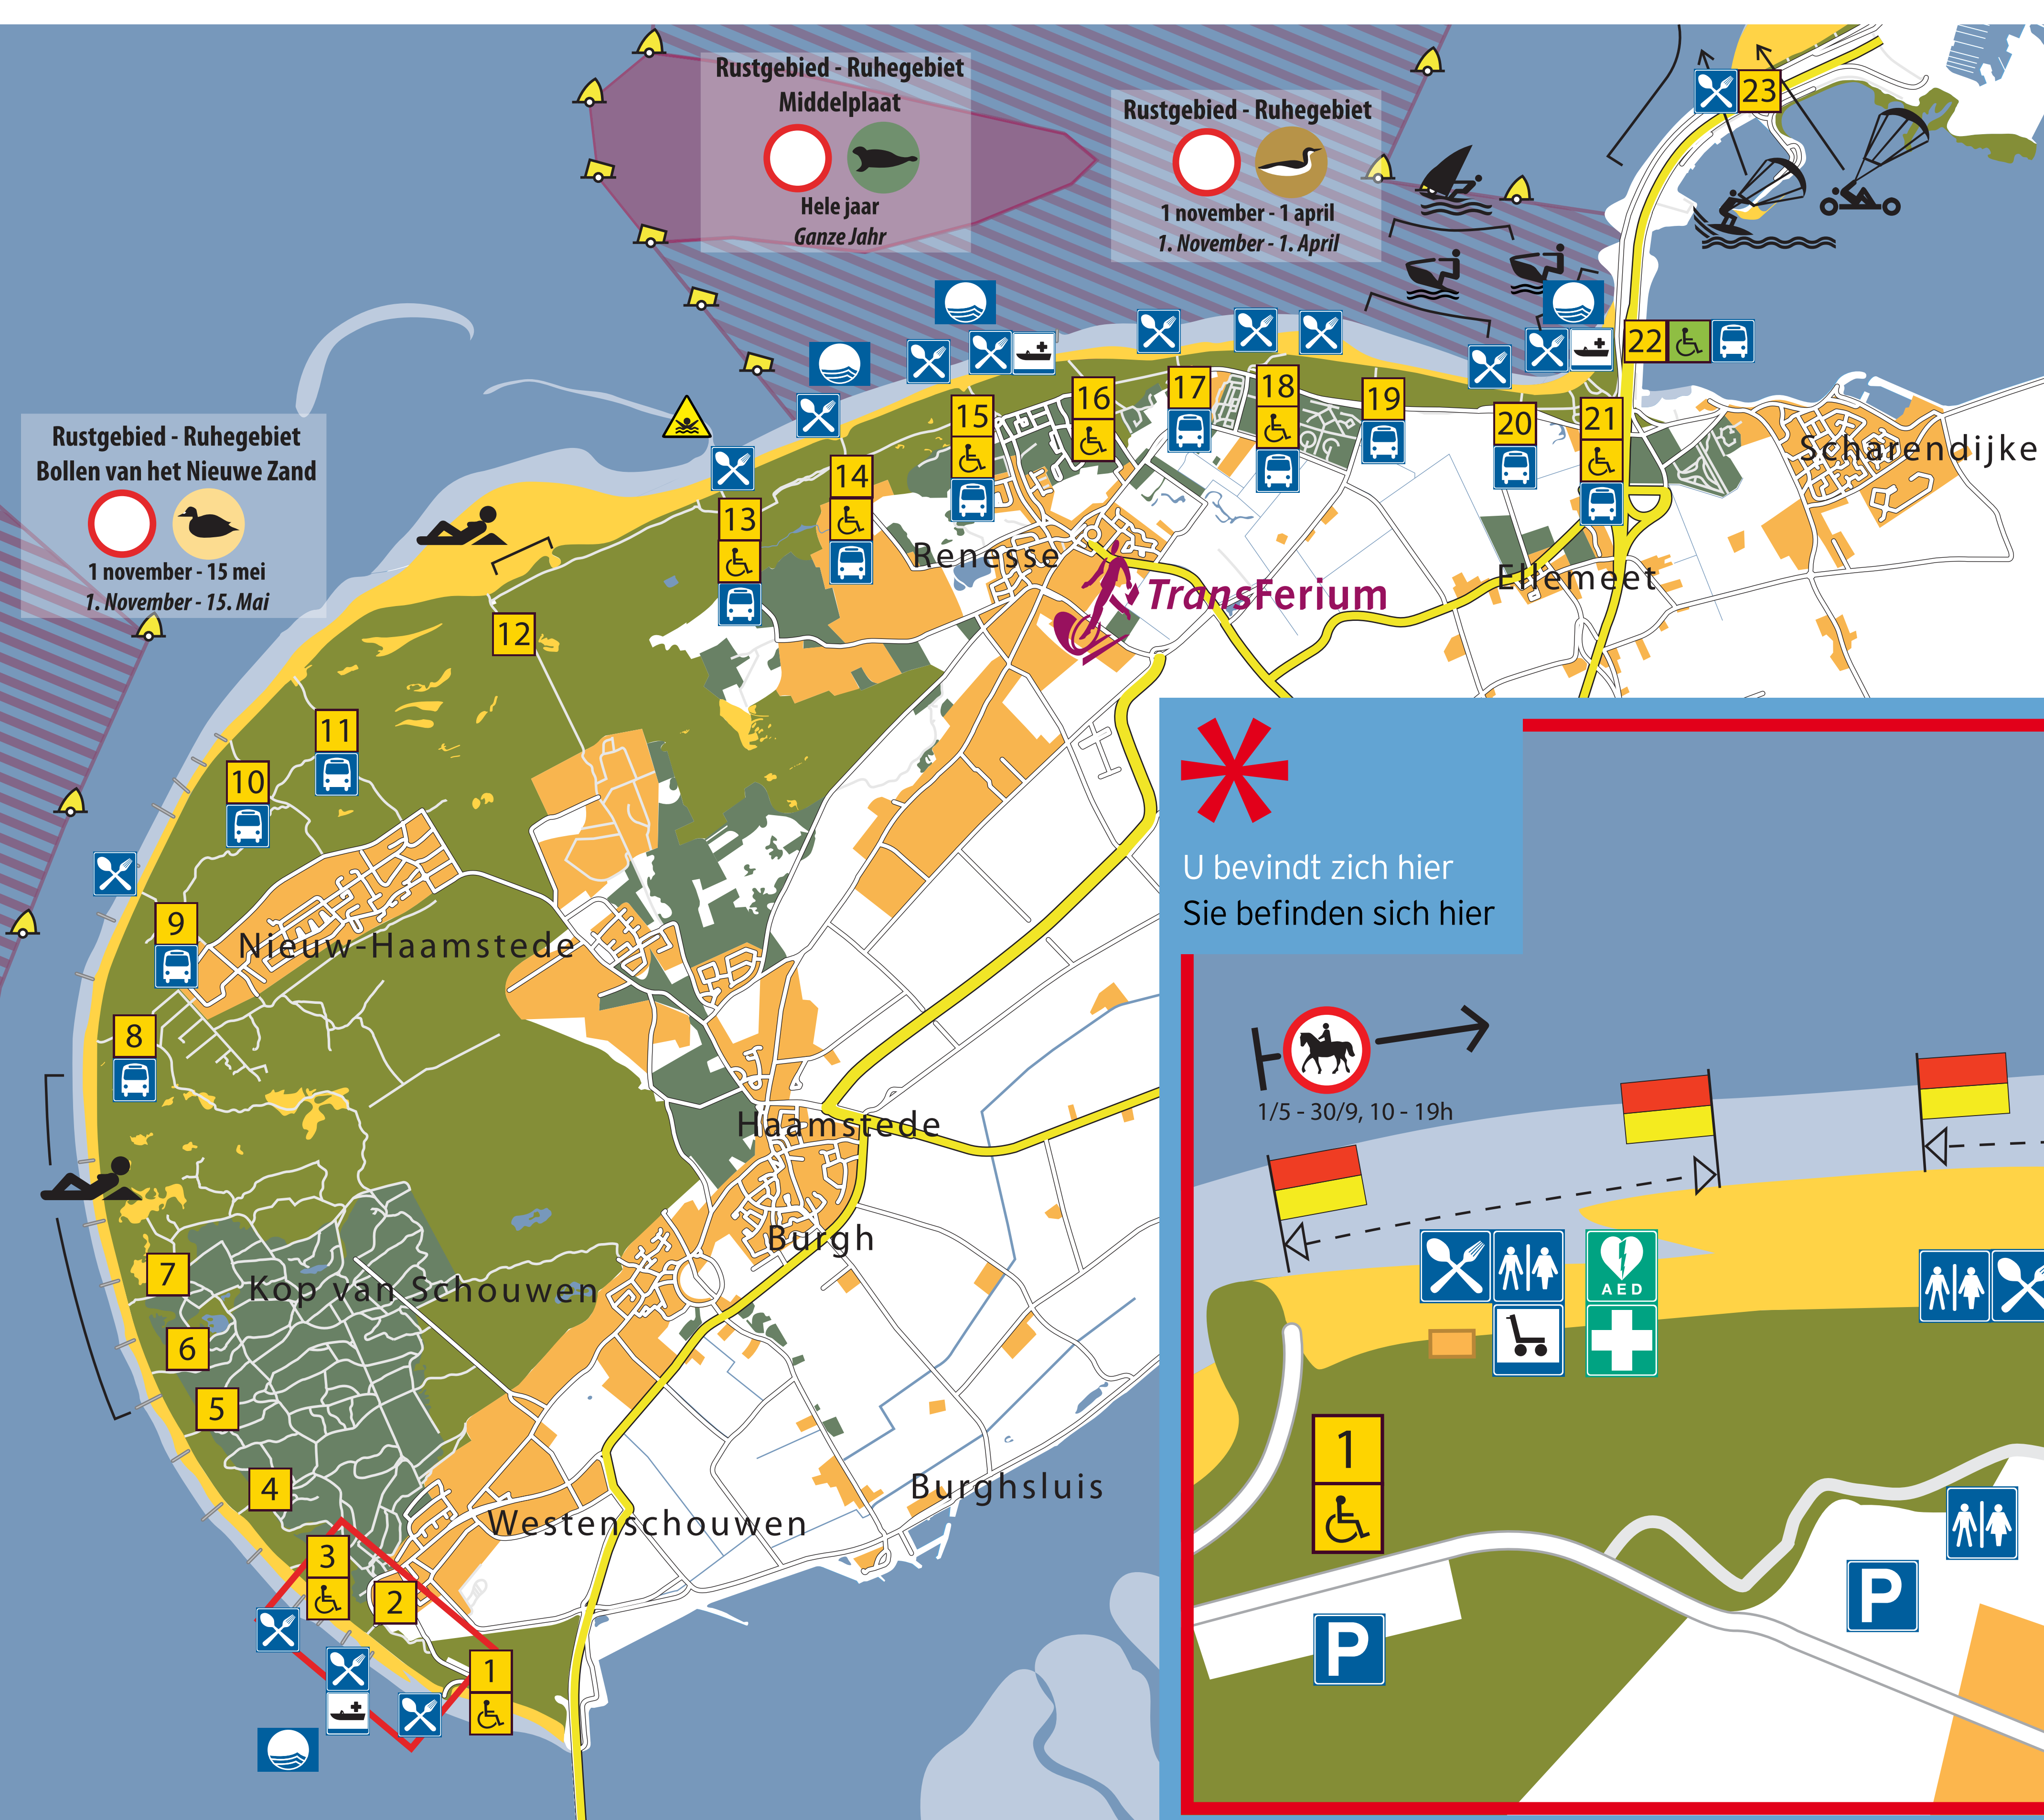 Rustgebied - Ruhegebiet
Middelplaat
Hele jaar
Ganze Jahr
Rustgebied - Ruhegebiet
1 november - 1 april
1. November - 1. April
23
Rustgebied - Ruhegebiet
Bollen van het Nieuwe Zand
1 november - 15 mei
1. November - 15. Mai
22
15
16
17
18
19
20
21
Scharendijke
14
13
Renesse
TransFerium
Ellemeet
12
11
10
9
Nieuw-Haamstede
8
Haamstede
Burgh
7
Kop van Schouwen
6
5
4
Burghsluis
Westenschouwen
3
2
1
U bevindt zich hier
Sie befinden sich hier
1/5 - 30/9, 10 - 19h
AED
1
P
P